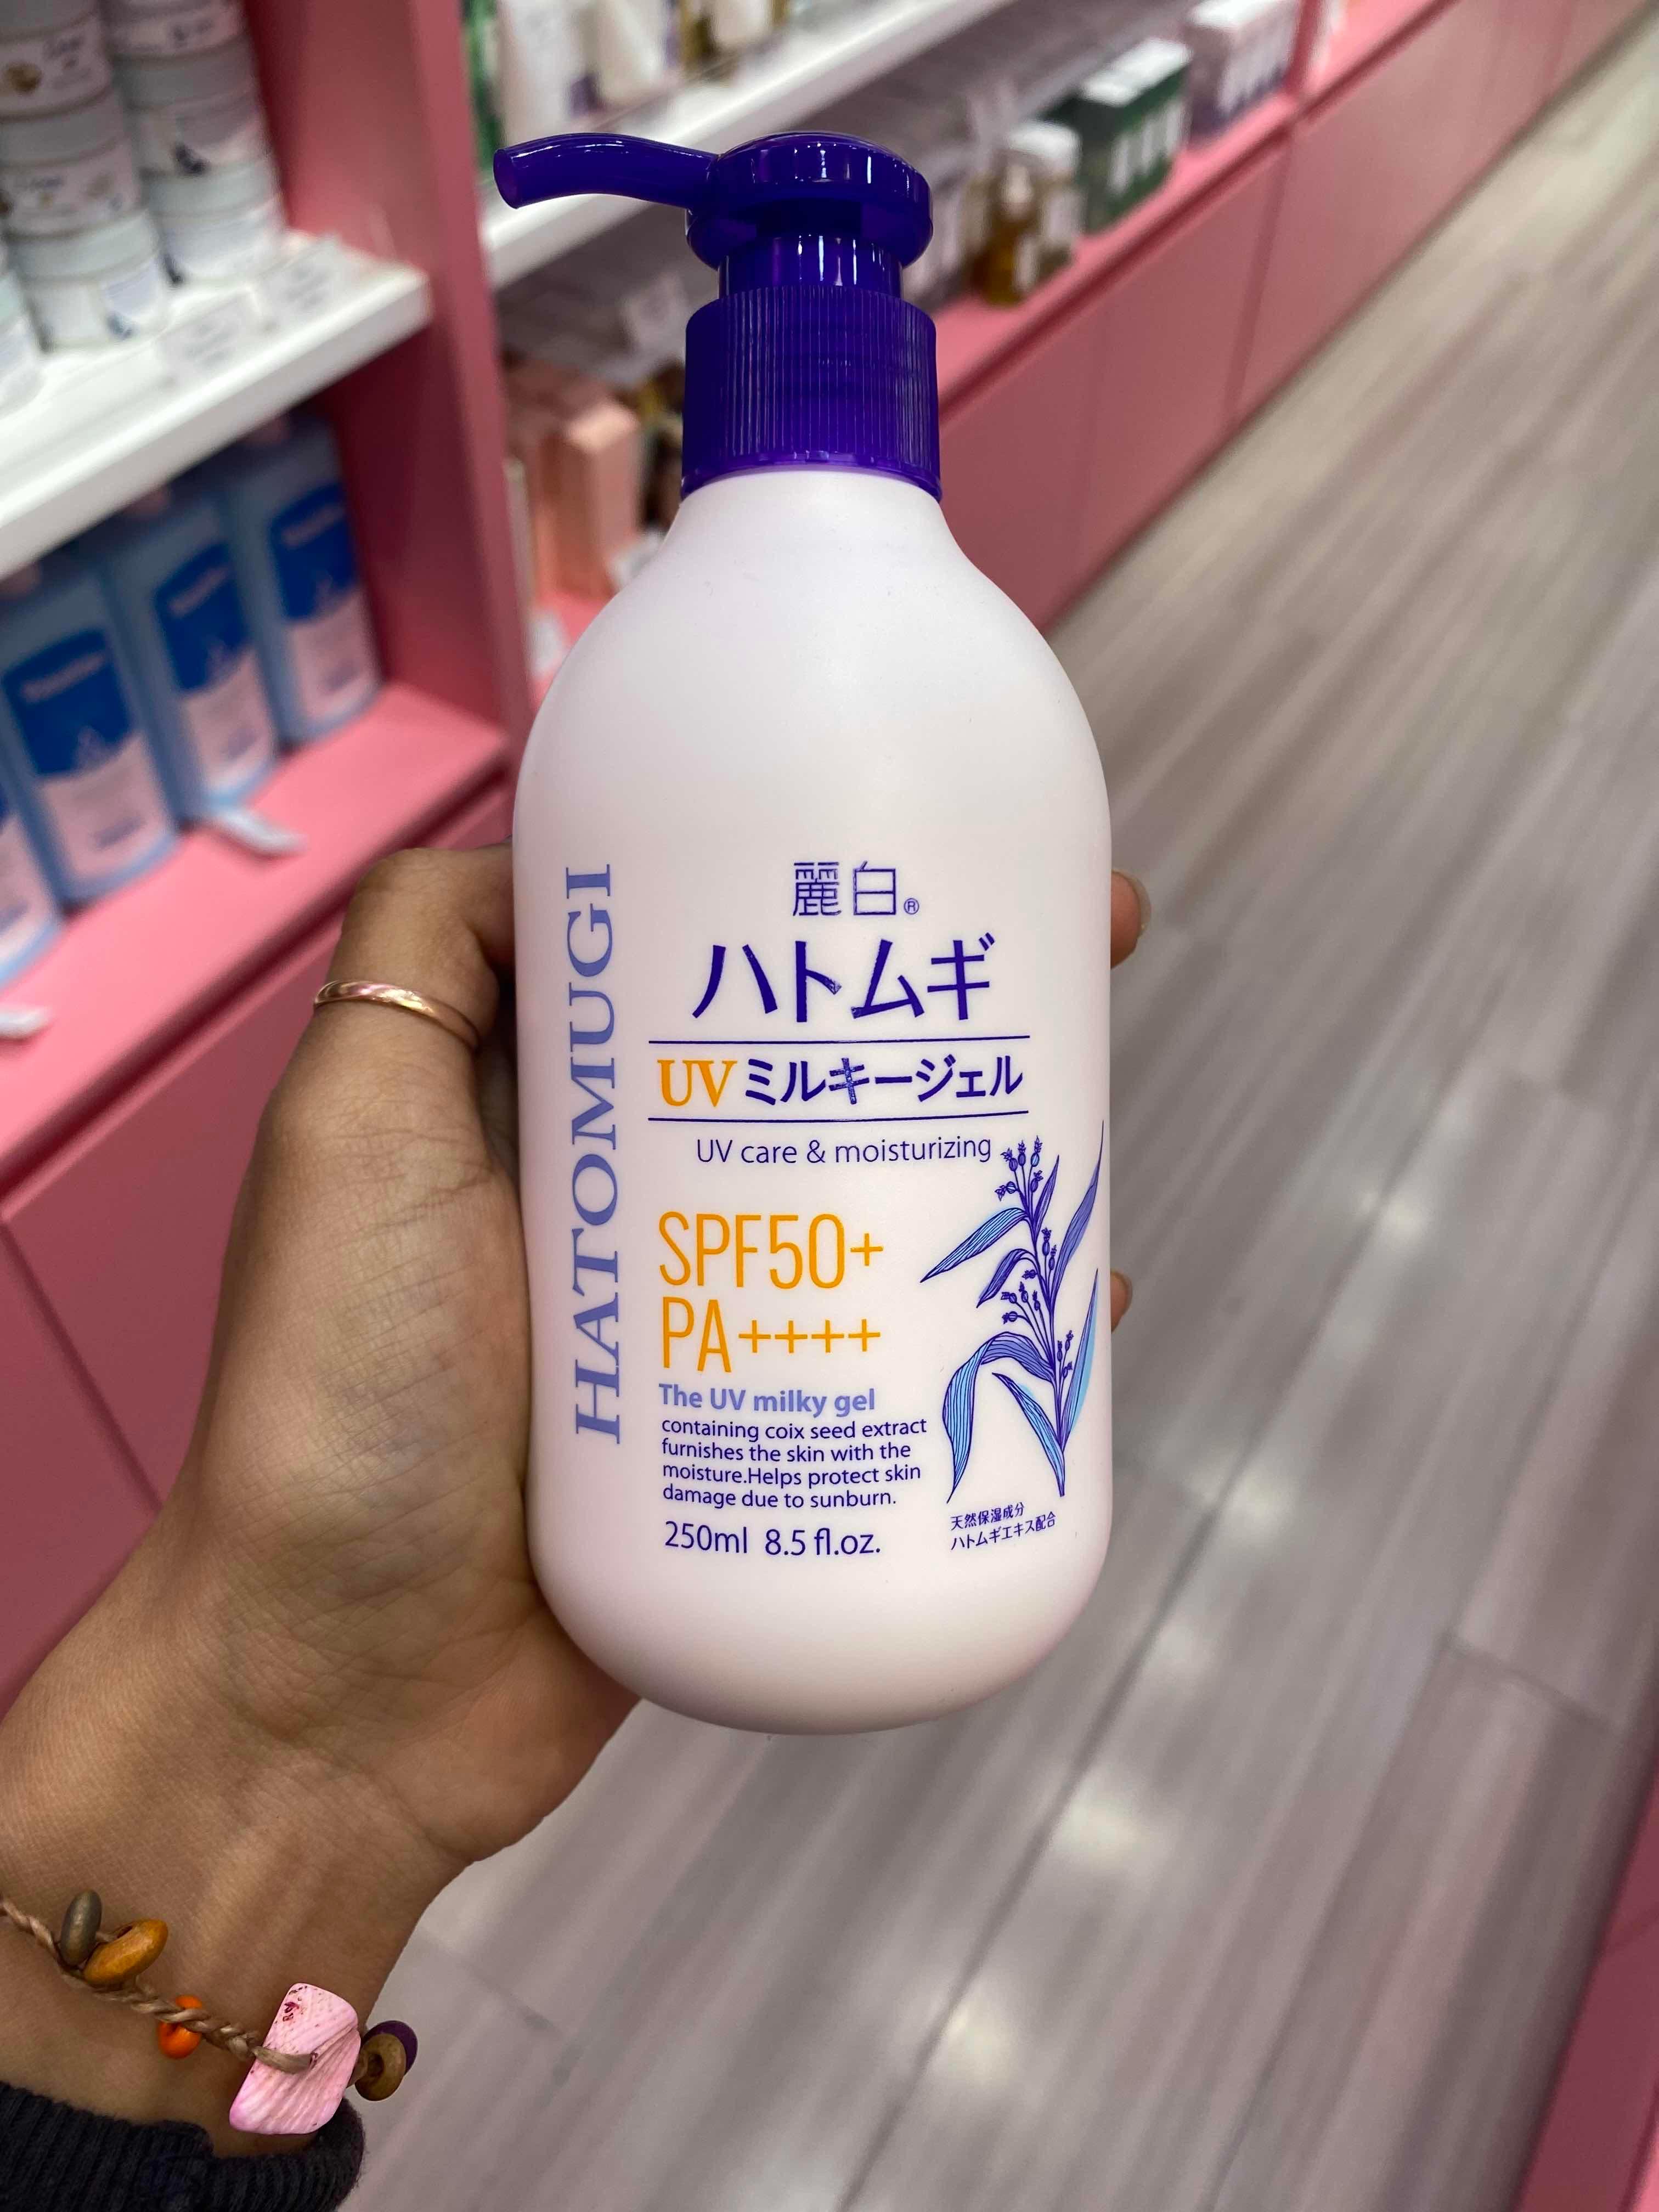 麗白®
ハトムギ
UVミルキージェル
UV care & moisturizing
HATOMUGI
SPF50+
PA++++
The UV milky gel
containing coix seed extract
furnishes the skin with the
moisture.Helps protect skin
damage due to sunburn.
250ml 8.5 fl.oz.
天然保湿成分
ハトムギエキス配合